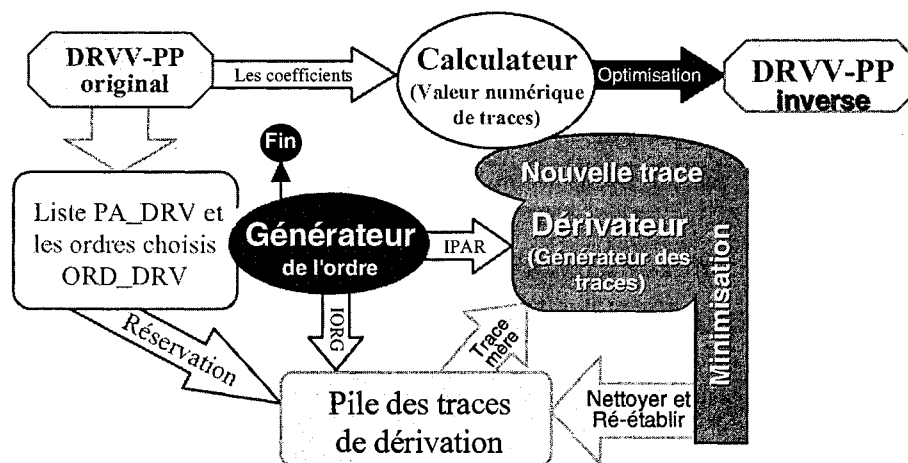 DRVV-PP
original
Les coefficients
Calculateur
(Valeur numérique
de traces)
Optimisation
DRVV-PP
inverse
Fin
Nouvelle trace
Liste PA_DRV et
les ordres choisis
ORD_DRV
Générateur
de l'ordre
IPAR
Dérivateur
(Générateur des
traces)
Minimisation
IORG
Réservation
Trace
mère
Pile des traces
de dérivation
Nettoyer et
Ré-établir